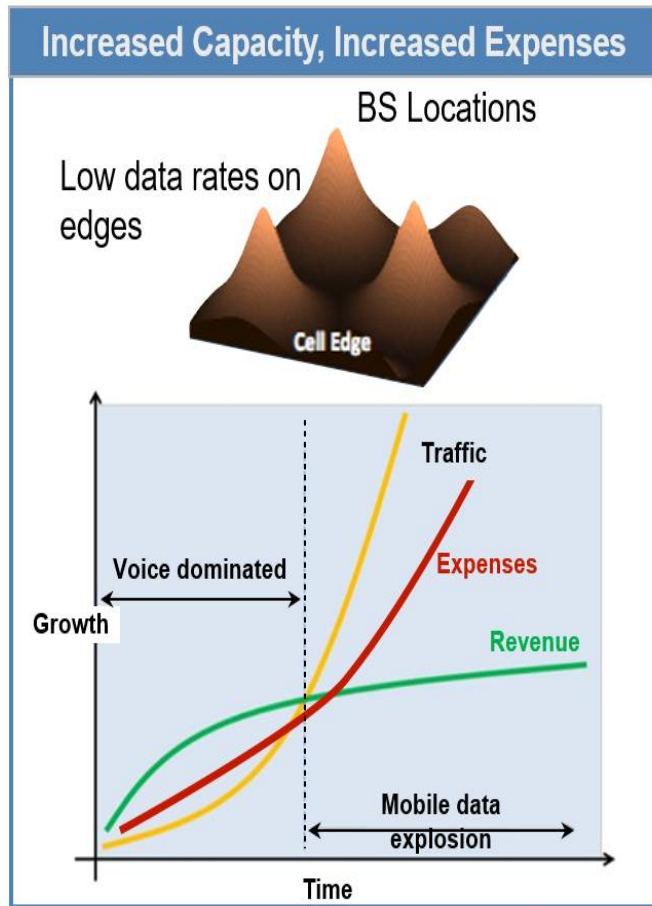 Increased Capacity, Increased Expenses
BS Locations
Low data rates on
edges
Cell Edge
Traffic
Voice dominated
Expenses
Growth
Revenue
Mobile data
explosion
Time